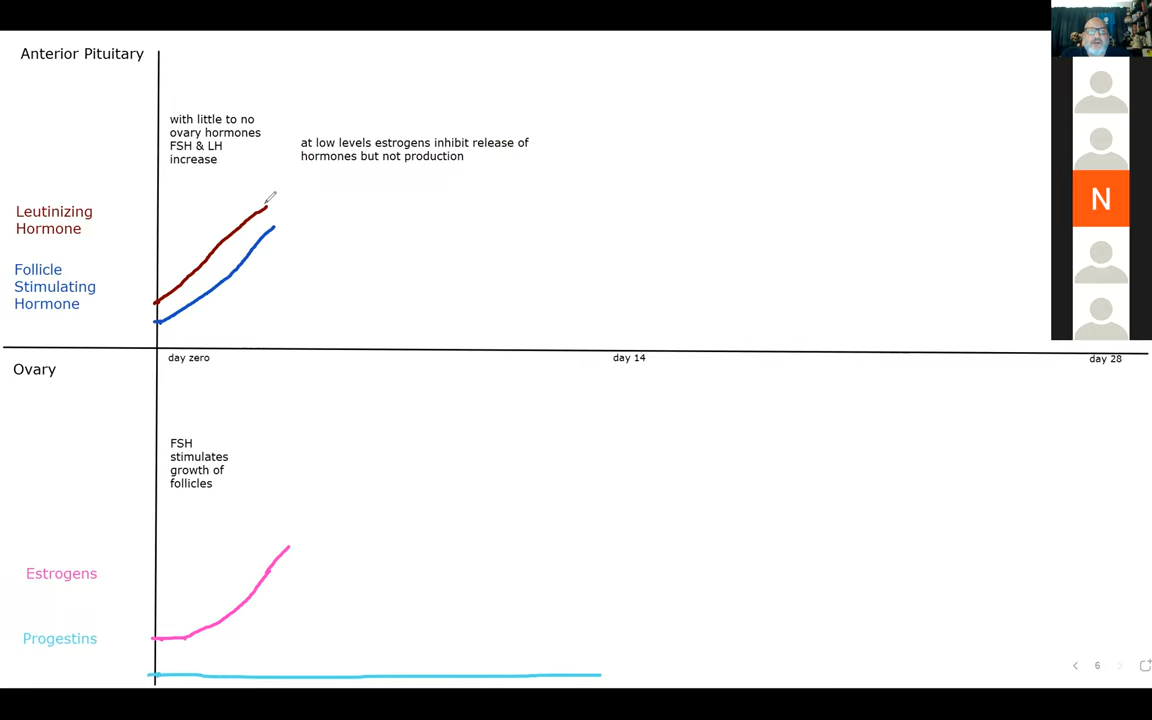 Anterior Pituitary
with little to no
ovary hormones
FSH & LH
increase
at low levels estrogens inhibit release of
hormones but not production
Leutinizing
Hormone
Follicle
Stimulating
Hormone
N
day zero
day 14
day 28
Ovary
FSH
stimulates
growth of
follicles
Estrogens
Progestins
6